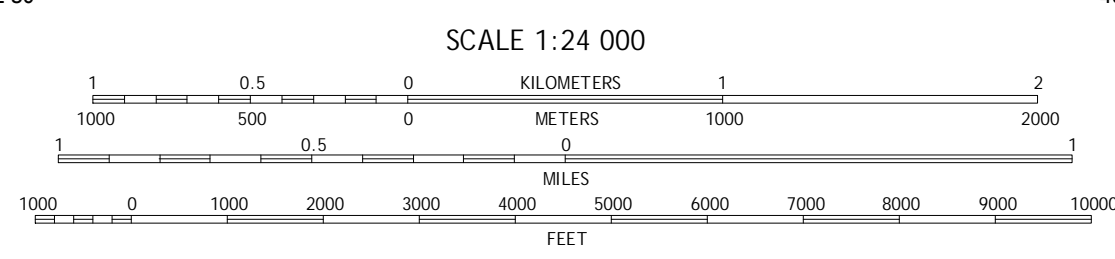 SCALE 1:24 000
1 0.5 0 KILOMETERS 1 2
1000 500 0 METERS 1000 2000
1 0.5 0 1
MILES
1000 0 1000 2000 3000 4000 5000 6000 7000 8000 9000 10000
FEET